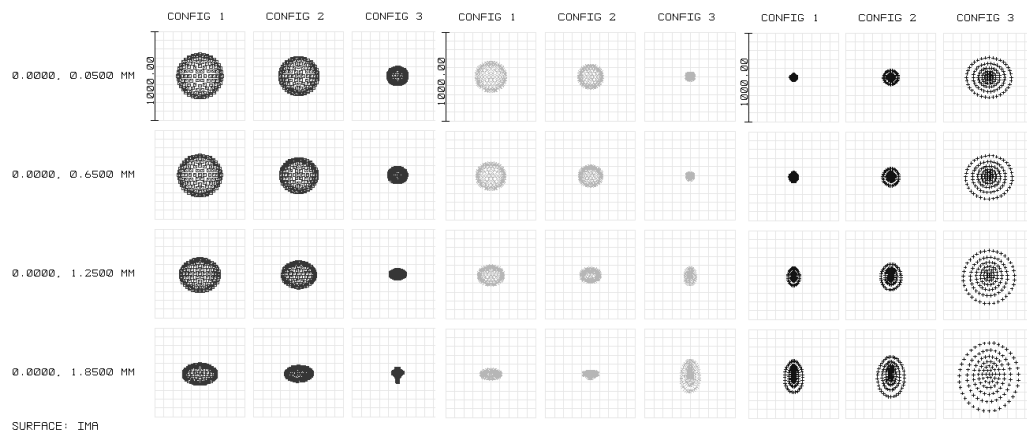 CONFIG 1 CONFIG 2 CONFIG 3 CONFIG 1 CONFIG 2 CONFIG 3 CONFIG 1 CONFIG 2 CONFIG 3
1000.00 1000.00 1000.00
0.0000, 0.0500 MM
0.0000, 0.6500 MM
0.0000, 1.2500 MM
0.0000, 1.8500 MM
SURFACE: IMA